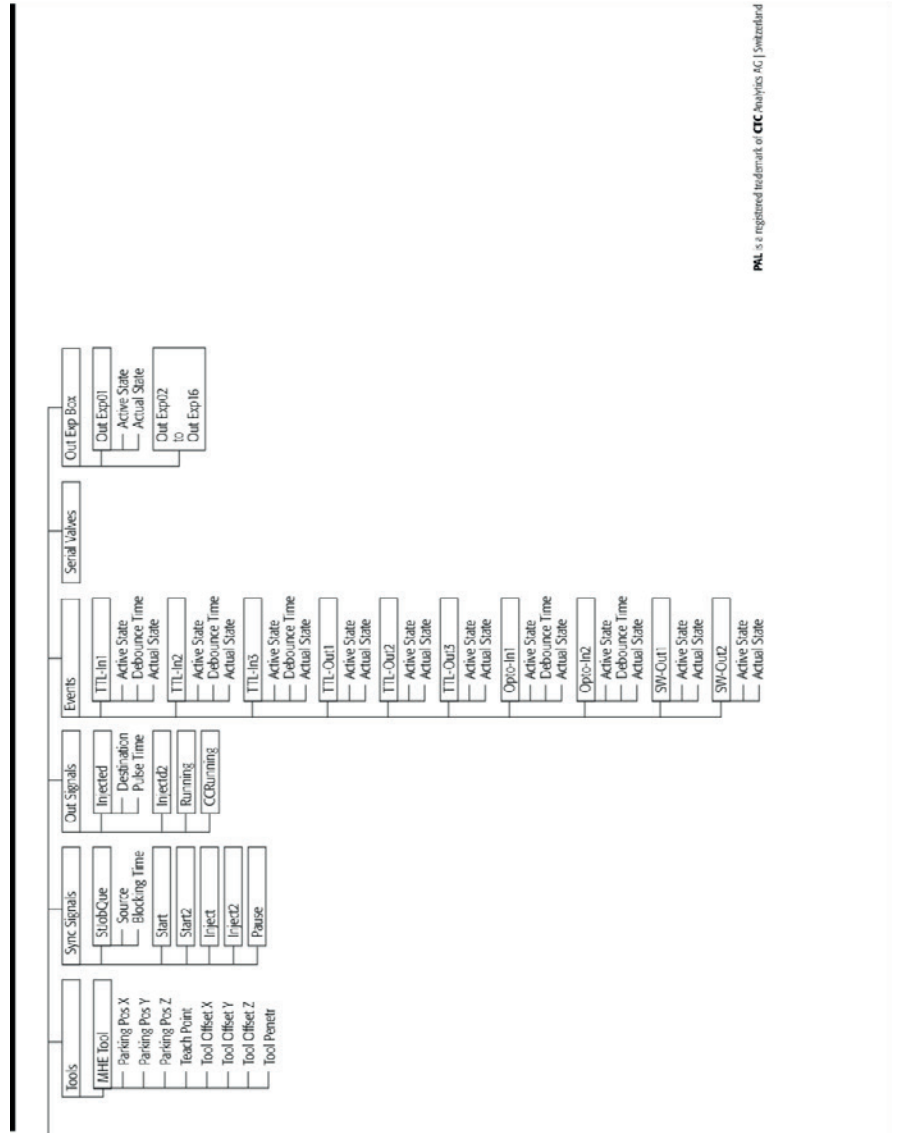 Tools
MHE Tool
Parking Pos X
Parking Pos Y
Parking Pos Z
Teach Point
Tool Offset X
Tool Offset Y
Tool Offset Z
Tool Penetr
Sync Signals
StJobQue
Source
Blocking Time
Start
Start2
Inject
Inject2
Pause
Out Signals
Injected
Destination
Pulse Time
Injectd2
Running
CCRunning
Events
TTL-In1
Active State
Debounce Time
Actual State
TTL-In2
Active State
Debounce Time
Actual State
TTL-In3
Active State
Debounce Time
Actual State
TTL-Out1
Active State
Actual State
TTL-Out2
Active State
Actual State
TTL-Out3
Active State
Actual State
Opto-In1
Active State
Debounce Time
Actual State
Opto-In2
Active State
Debounce Time
Actual State
SW-Out1
Active State
Actual State
SW-Out2
Active State
Actual State
Serial Valves
Out Exp Box
Out Exp01
Active State
Actual State
Out Exp02
to
Out Exp16
PAL is a registered trademark of CTC Analytics AG | Switzerland